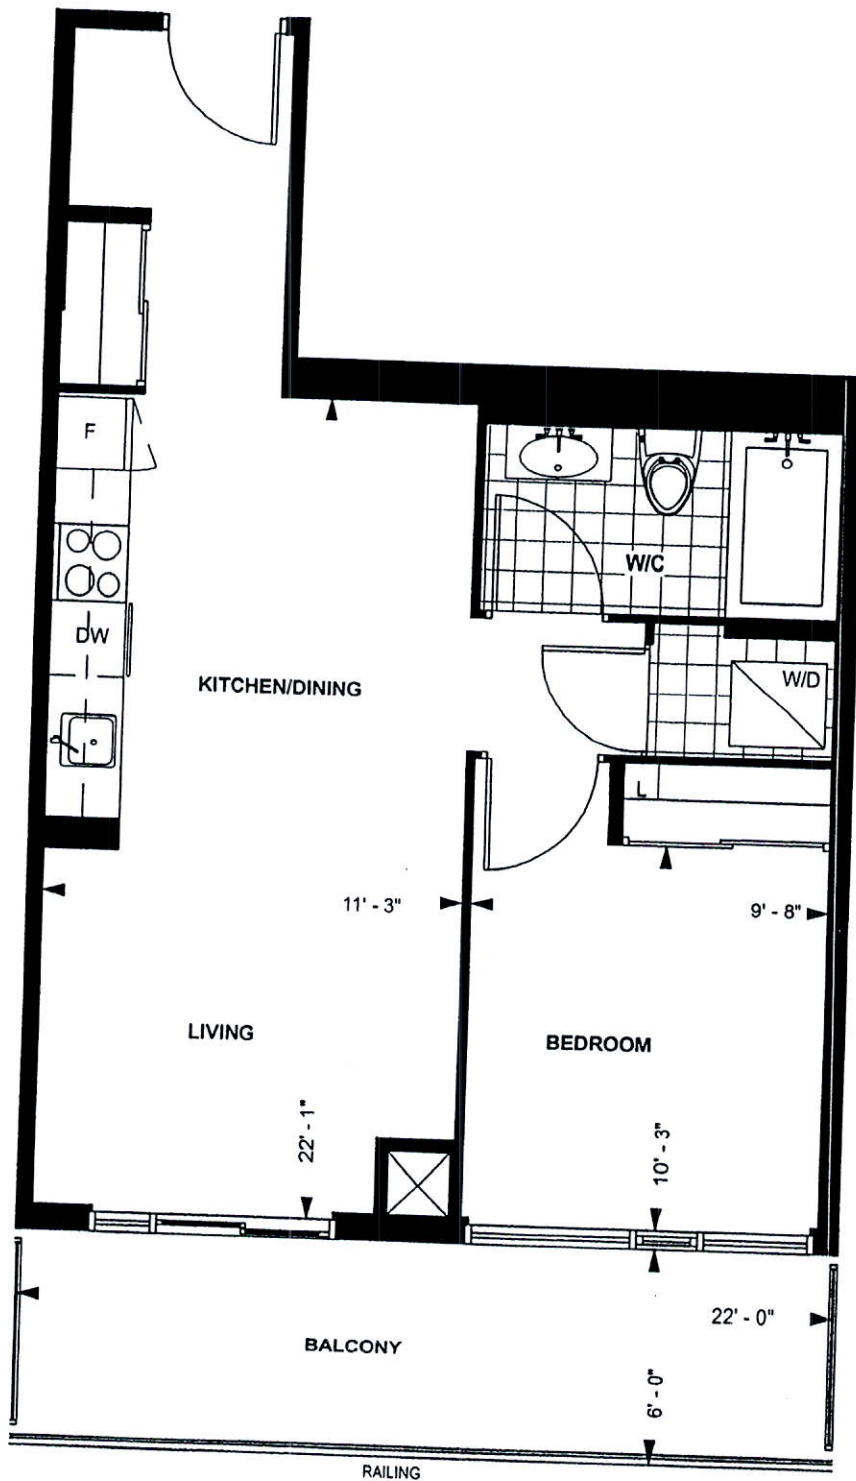 F
W/C
DW
W/D
KITCHEN/DINING
L
11' - 3"
9' - 8"
LIVING
BEDROOM
22' - 1"
10' - 3"
22' - 0"
BALCONY
6' - 0"
RAILING